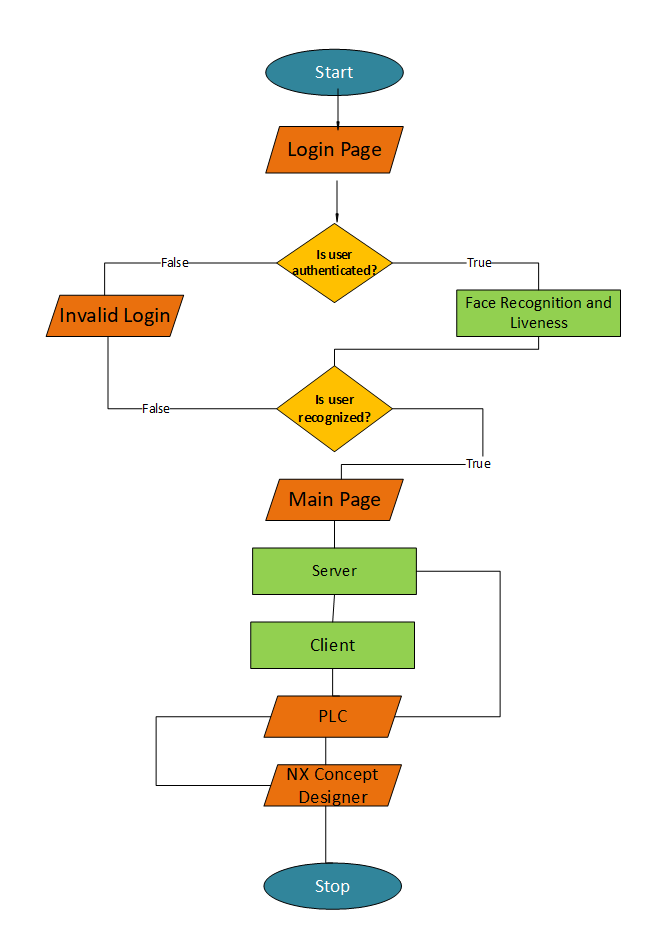 Start
Login Page
Is user
authenticated?
False
True
Invalid Login
Face Recognition and
Liveness
Is user
recognized?
False
True
Main Page
Server
Client
PLC
NX Concept
Designer
Stop